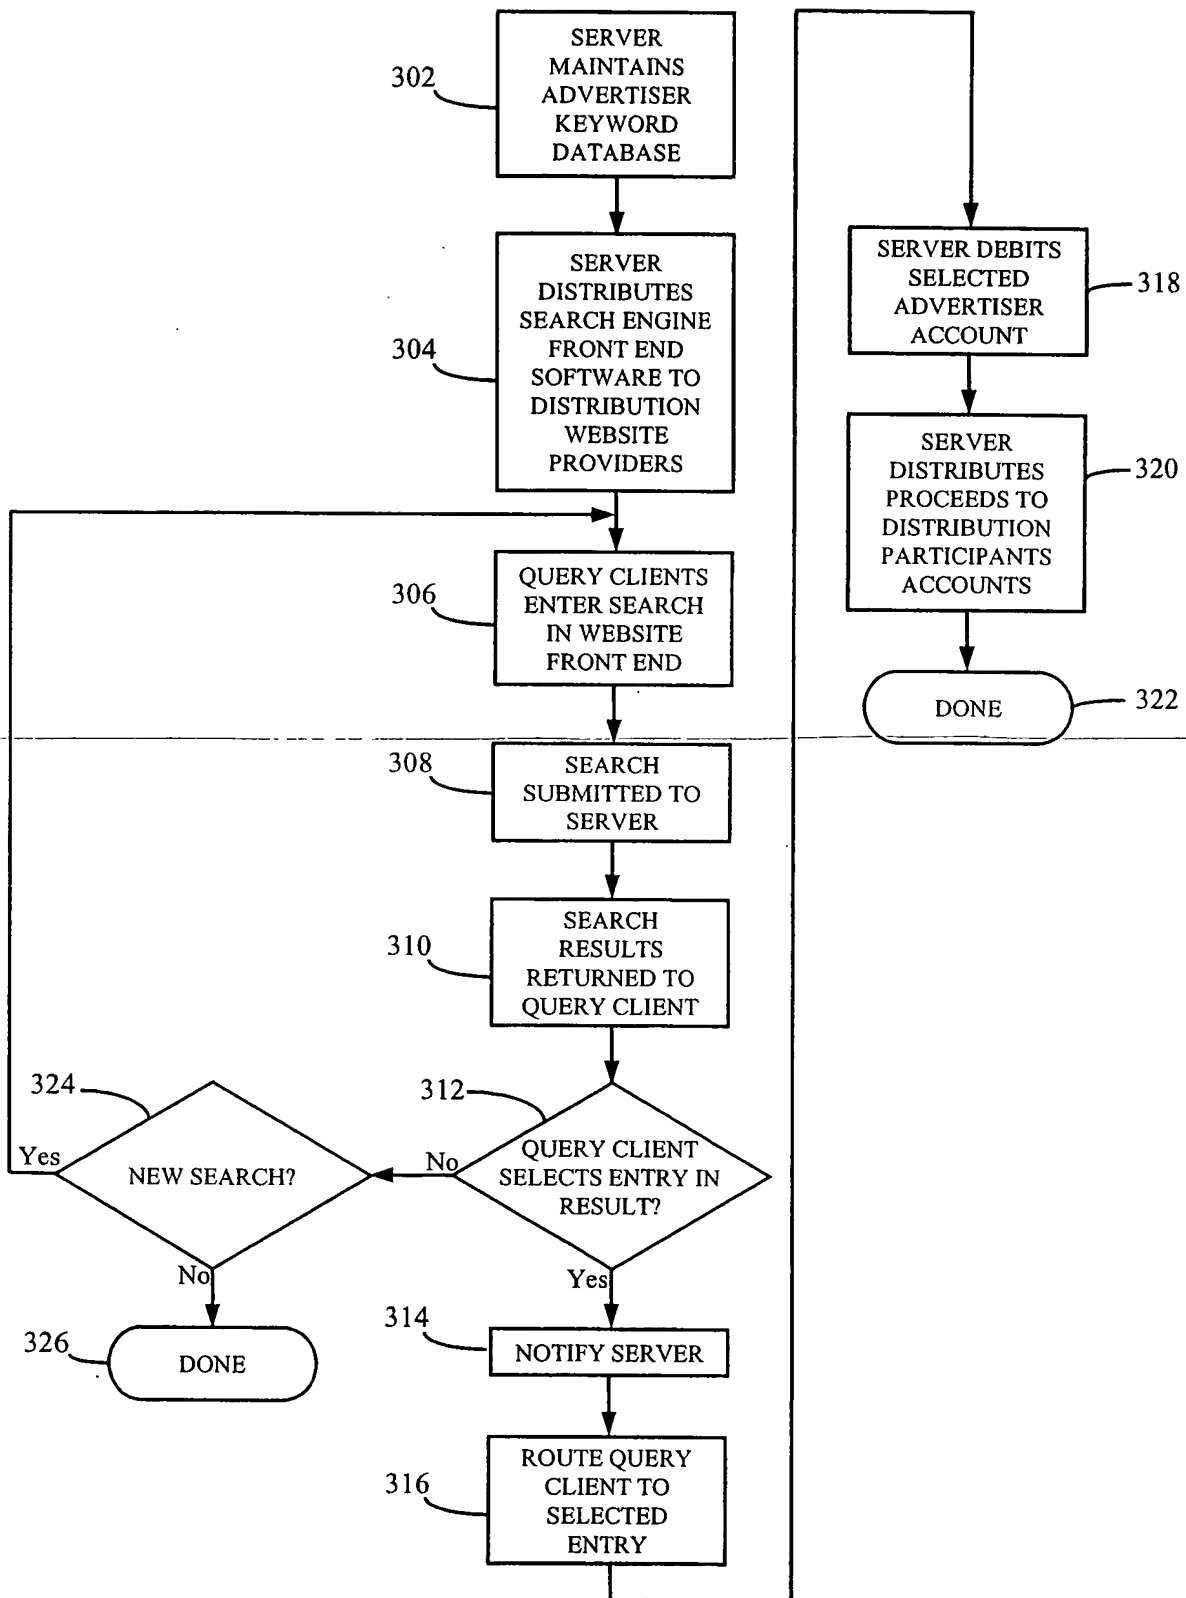 302
SERVER
MAINTAINS
ADVERTISER
KEYWORD
DATABASE
304
SERVER
DISTRIBUTES
SEARCH ENGINE
FRONT END
SOFTWARE TO
DISTRIBUTION
WEBSITE
PROVIDERS
306
QUERY CLIENTS
ENTER SEARCH
IN WEBSITE
FRONT END
308
SEARCH
SUBMITTED TO
SERVER
310
SEARCH
RESULTS
RETURNED TO
QUERY CLIENT
312
QUERY CLIENT
SELECTS ENTRY IN
RESULT?
No
324
NEW SEARCH?
Yes
No
326
DONE
Yes
314
NOTIFY SERVER
316
ROUTE QUERY
CLIENT TO
SELECTED
ENTRY
SERVER DEBITS
SELECTED
ADVERTISER
ACCOUNT
318
SERVER
DISTRIBUTES
PROCEEDS TO
DISTRIBUTION
PARTICIPANTS
ACCOUNTS
320
DONE
322